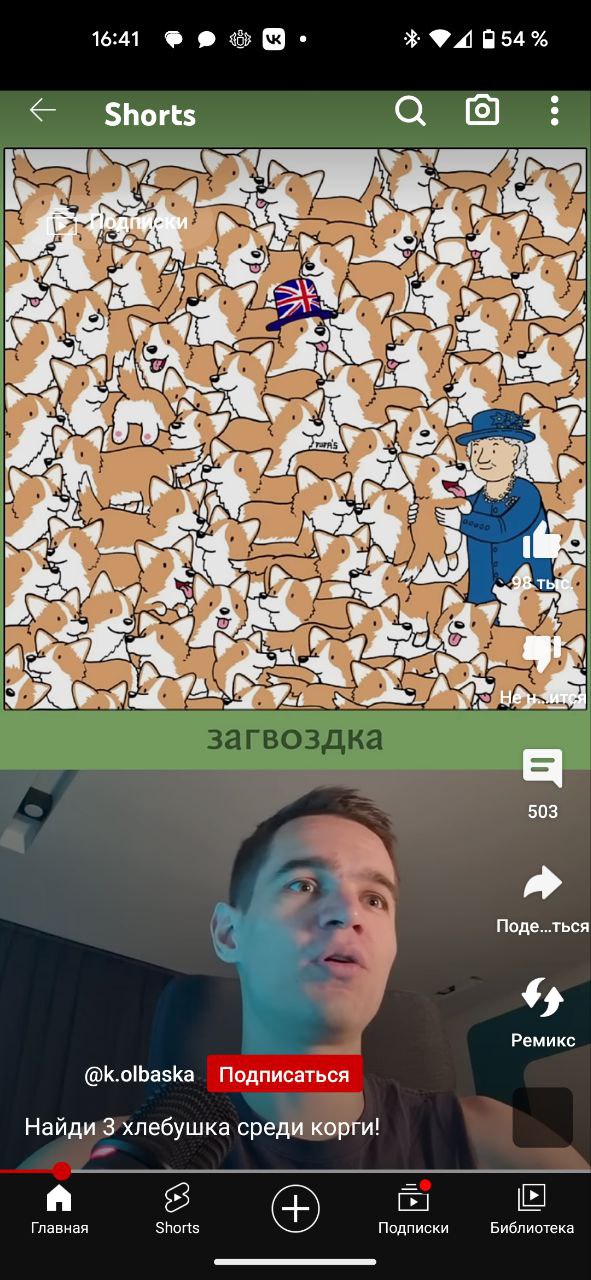 16:41
54 %
Shorts
Подписки
TUPA'S
98 тыс.
Не н...ится
загвоздка
503
Поде...ться
Ремикс
@k.olbaska
Подписаться
Найди 3 хлебушка среди корги!
Главная
Shorts
Подписки
Библиотека